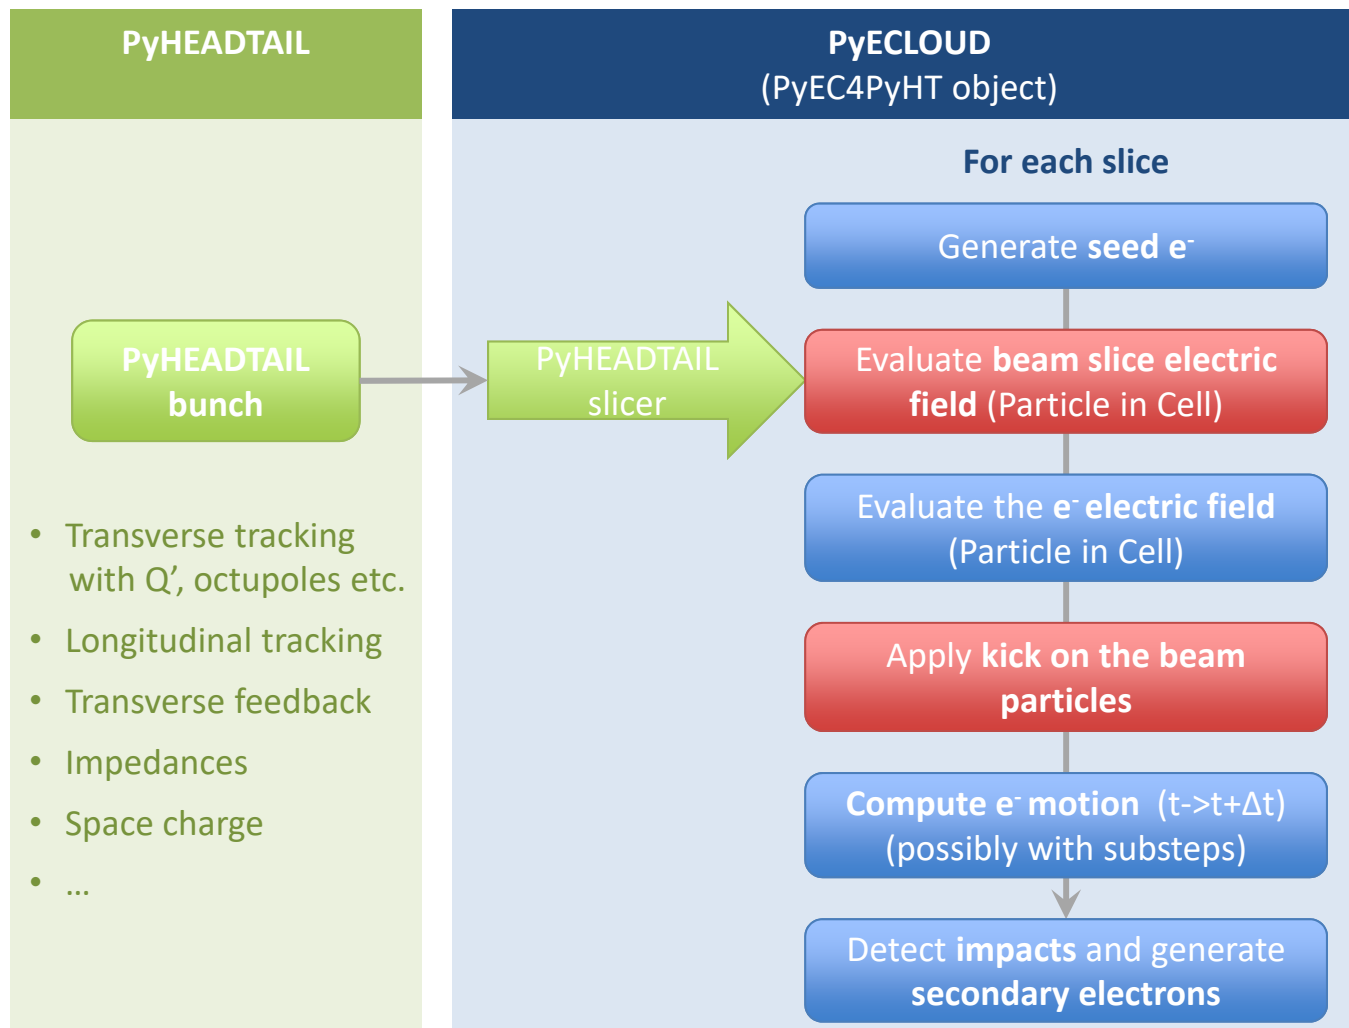 PyHEADTAIL
PyHEADTAIL
bunch
• Transverse tracking
with Q’, octupoles etc.
• Longitudinal tracking
• Transverse feedback
• Impedances
• Space charge
• …
PyECLOUD
(PyEC4PyHT object)
PyHEADTAIL
slicer
For each slice
Generate seed e⁻
Evaluate beam slice electric
field (Particle in Cell)
Evaluate the e⁻ electric field
(Particle in Cell)
Apply kick on the beam
particles
Compute e⁻ motion (t->t+Δt)
(possibly with substeps)
Detect impacts and generate
secondary electrons